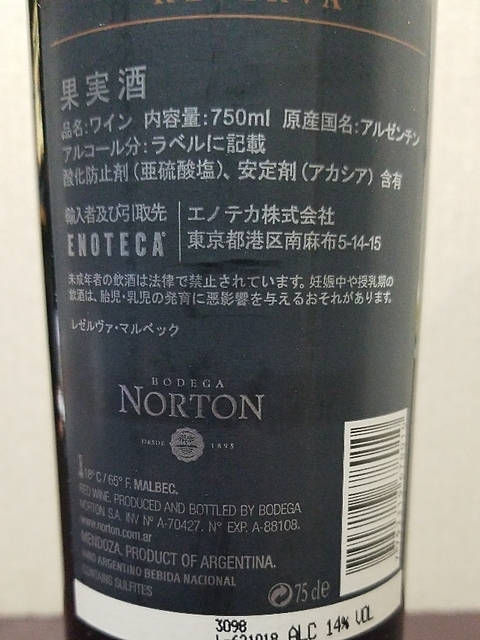 RESERVA
果実酒
品名:ワイン 内容量:750ml 原産国名:アルゼンチン
アルコール分:ラベルに記載
酸化防止剤(亜硫酸塩)、安定剤(アカシア)含有
輸入者及び引取先 エノテカ株式会社
ENOTECA 東京都港区南麻布5-14-15
未成年者の飲酒は法律で禁止されています。妊娠中や授乳期の
飲酒は、胎児・乳児の発育に悪影響を与えるおそれがあります。
レゼルヴァ・マルベック
BODEGA
NORTON
DESDE 1895
18°C / 65° F. MALBEC.
RED WINE. PRODUCED AND BOTTLED BY BODEGA
NORTON S.A. INV Nº A-70427. Nº EXP. A-88108.
www.norton.com.ar
MENDOZA. PRODUCT OF ARGENTINA.
VINO ARGENTINO BEBIDA NACIONAL
CONTAINS SULFITES
75 cl e
3098
ALC 14% VOL